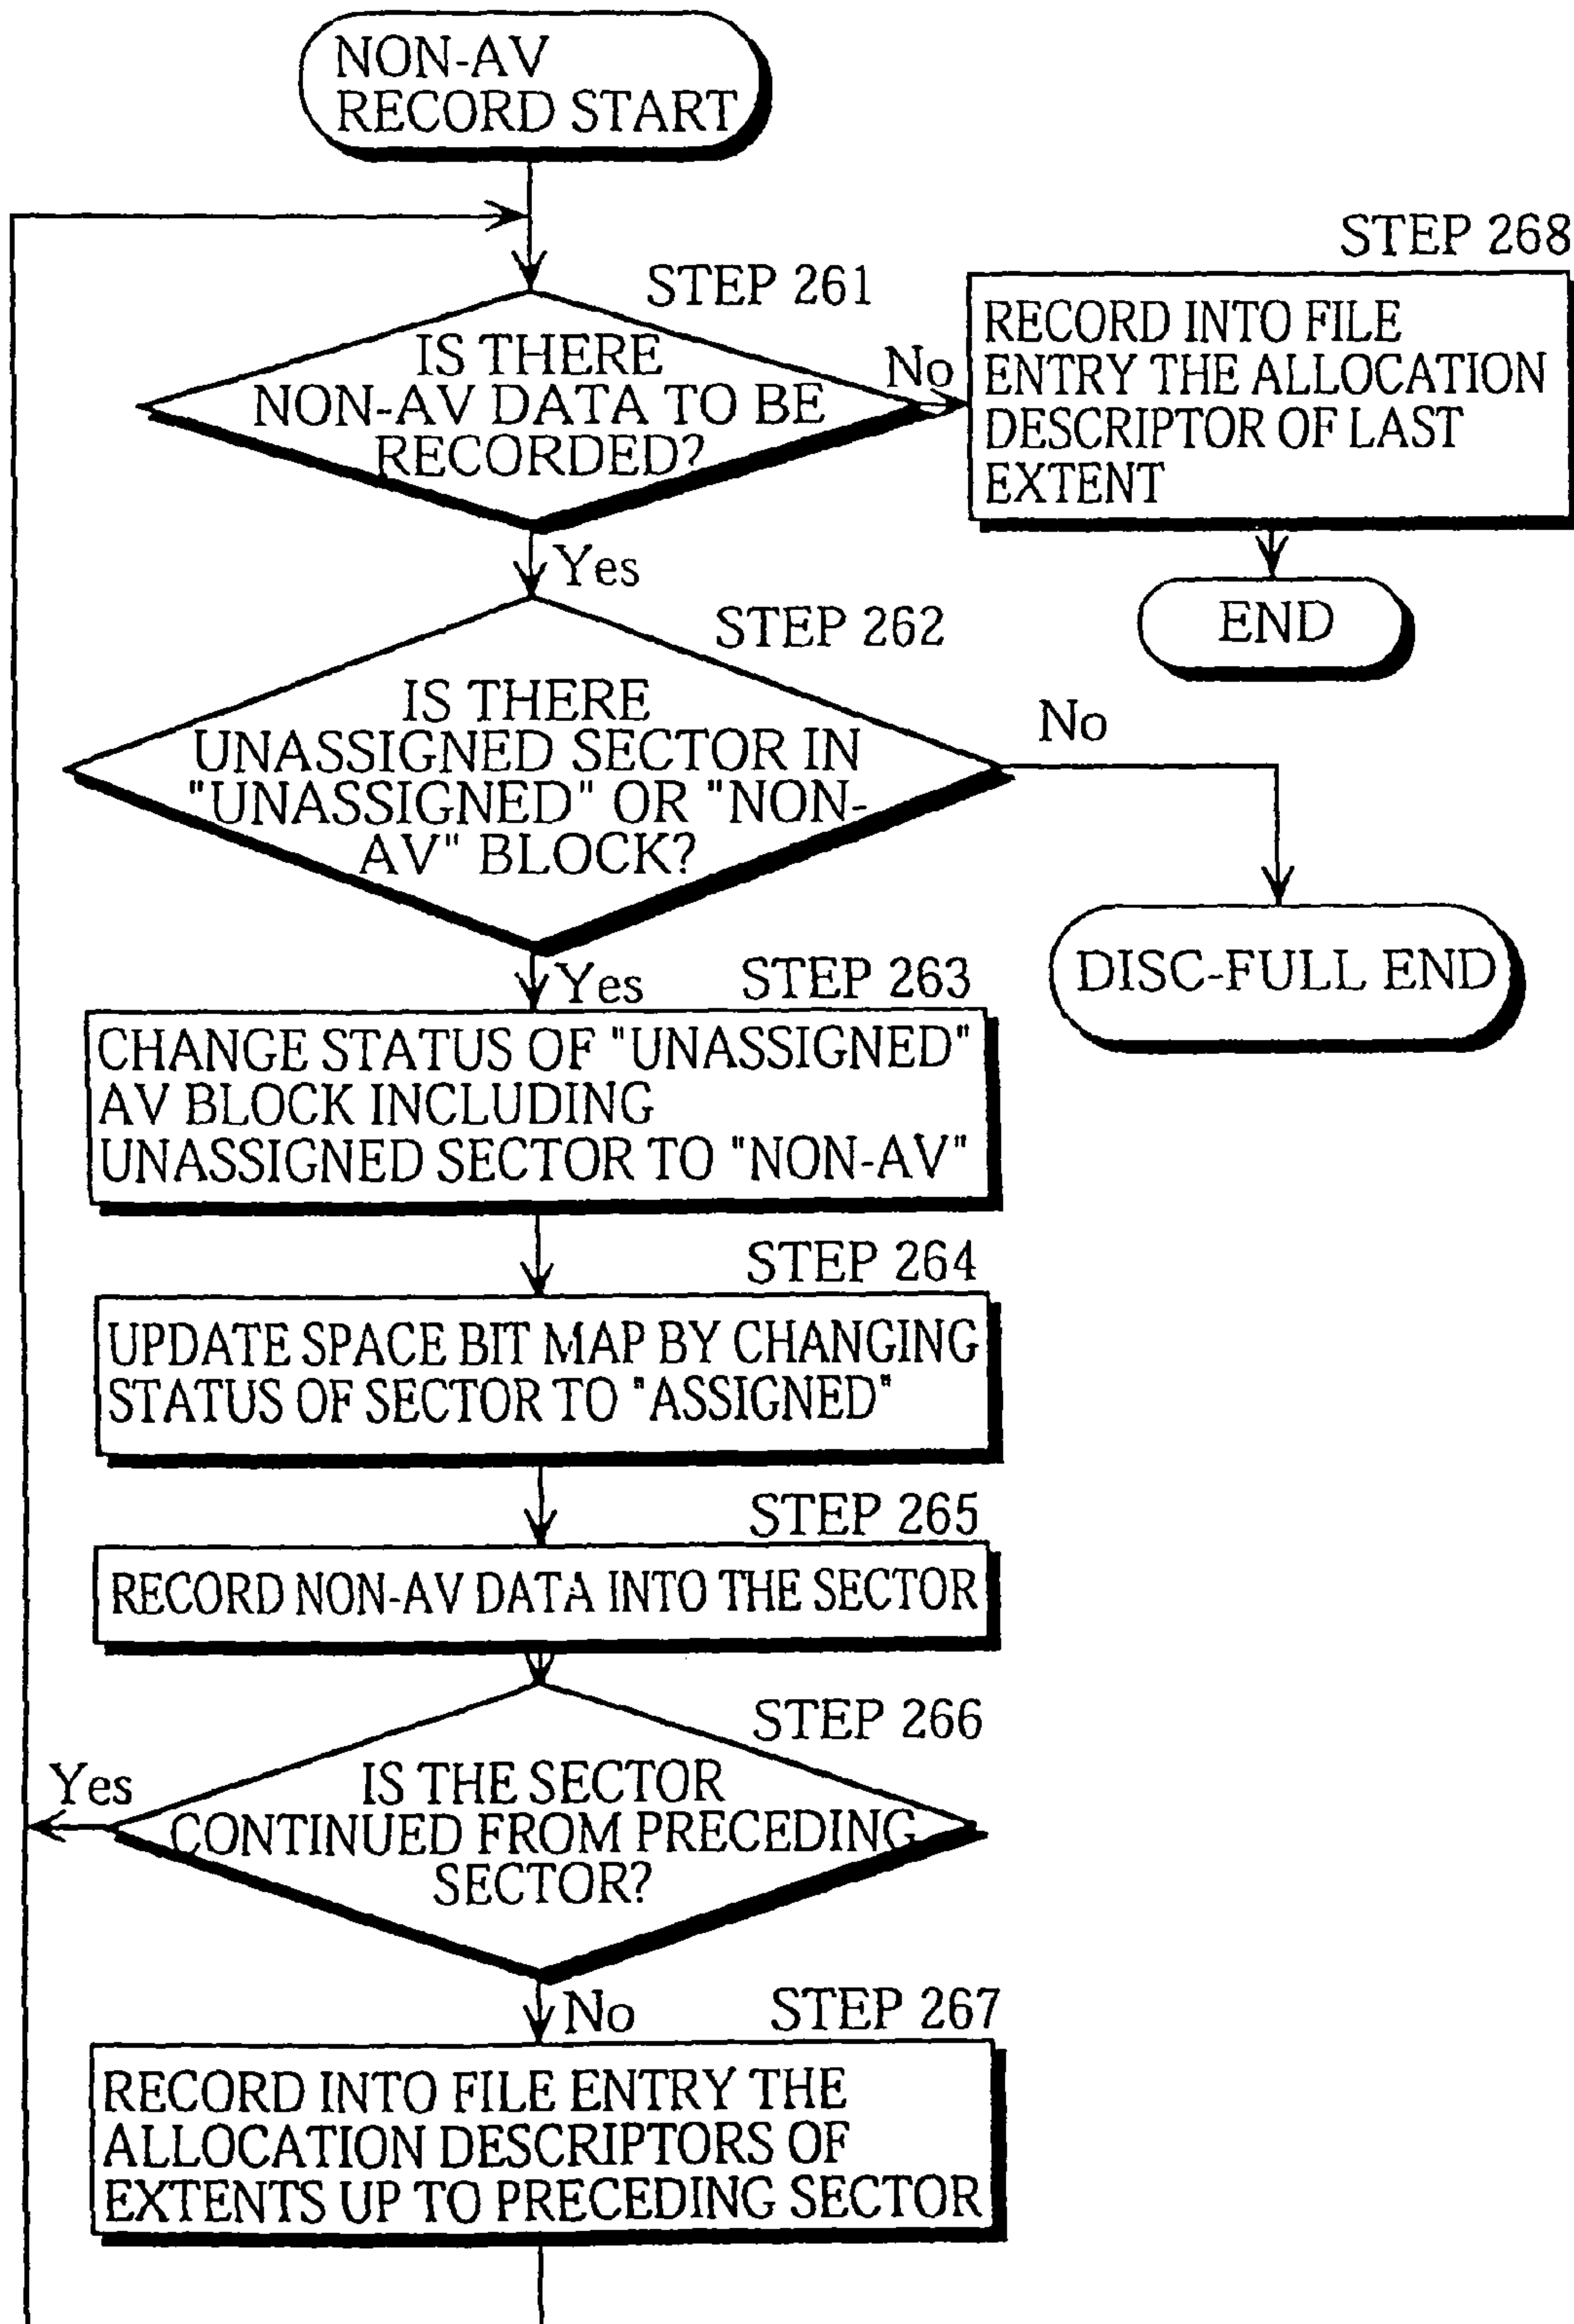 NON-AV
RECORD START
STEP 268
STEP 261
IS THERE
NON-AV DATA TO BE
RECORDED?
No
RECORD INTO FILE
ENTRY THE ALLOCATION
DESCRIPTOR OF LAST
EXTENT
Yes
END
STEP 262
IS THERE
UNASSIGNED SECTOR IN
"UNASSIGNED" OR "NON-
AV" BLOCK?
No
DISC-FULL END
Yes
STEP 263
CHANGE STATUS OF "UNASSIGNED"
AV BLOCK INCLUDING
UNASSIGNED SECTOR TO "NON-AV"
STEP 264
UPDATE SPACE BIT MAP BY CHANGING
STATUS OF SECTOR TO "ASSIGNED"
STEP 265
RECORD NON-AV DATA INTO THE SECTOR
STEP 266
Yes
IS THE SECTOR
CONTINUED FROM PRECEDING
SECTOR?
No
STEP 267
RECORD INTO FILE ENTRY THE
ALLOCATION DESCRIPTORS OF
EXTENTS UP TO PRECEDING SECTOR